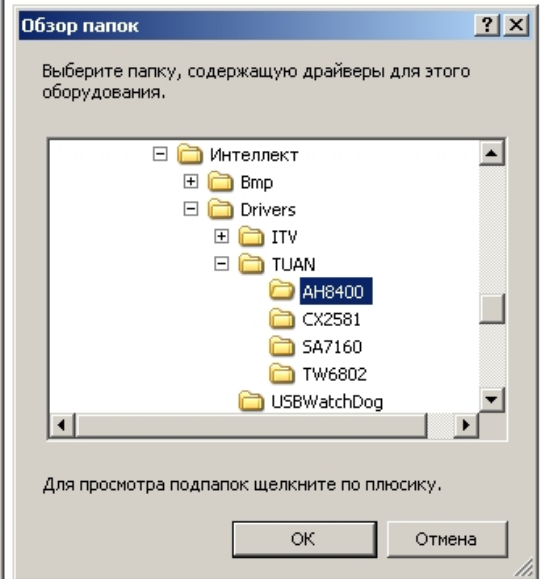 Обзор папок
Выберите папку, содержащую драйверы для этого
оборудования.
Интеллект
Bmp
Drivers
ITV
TUAN
AH8400
CX2581
SA7160
TW6802
USBWatchDog
Для просмотра подпапок щелкните по плюсику.
ОК
Отмена